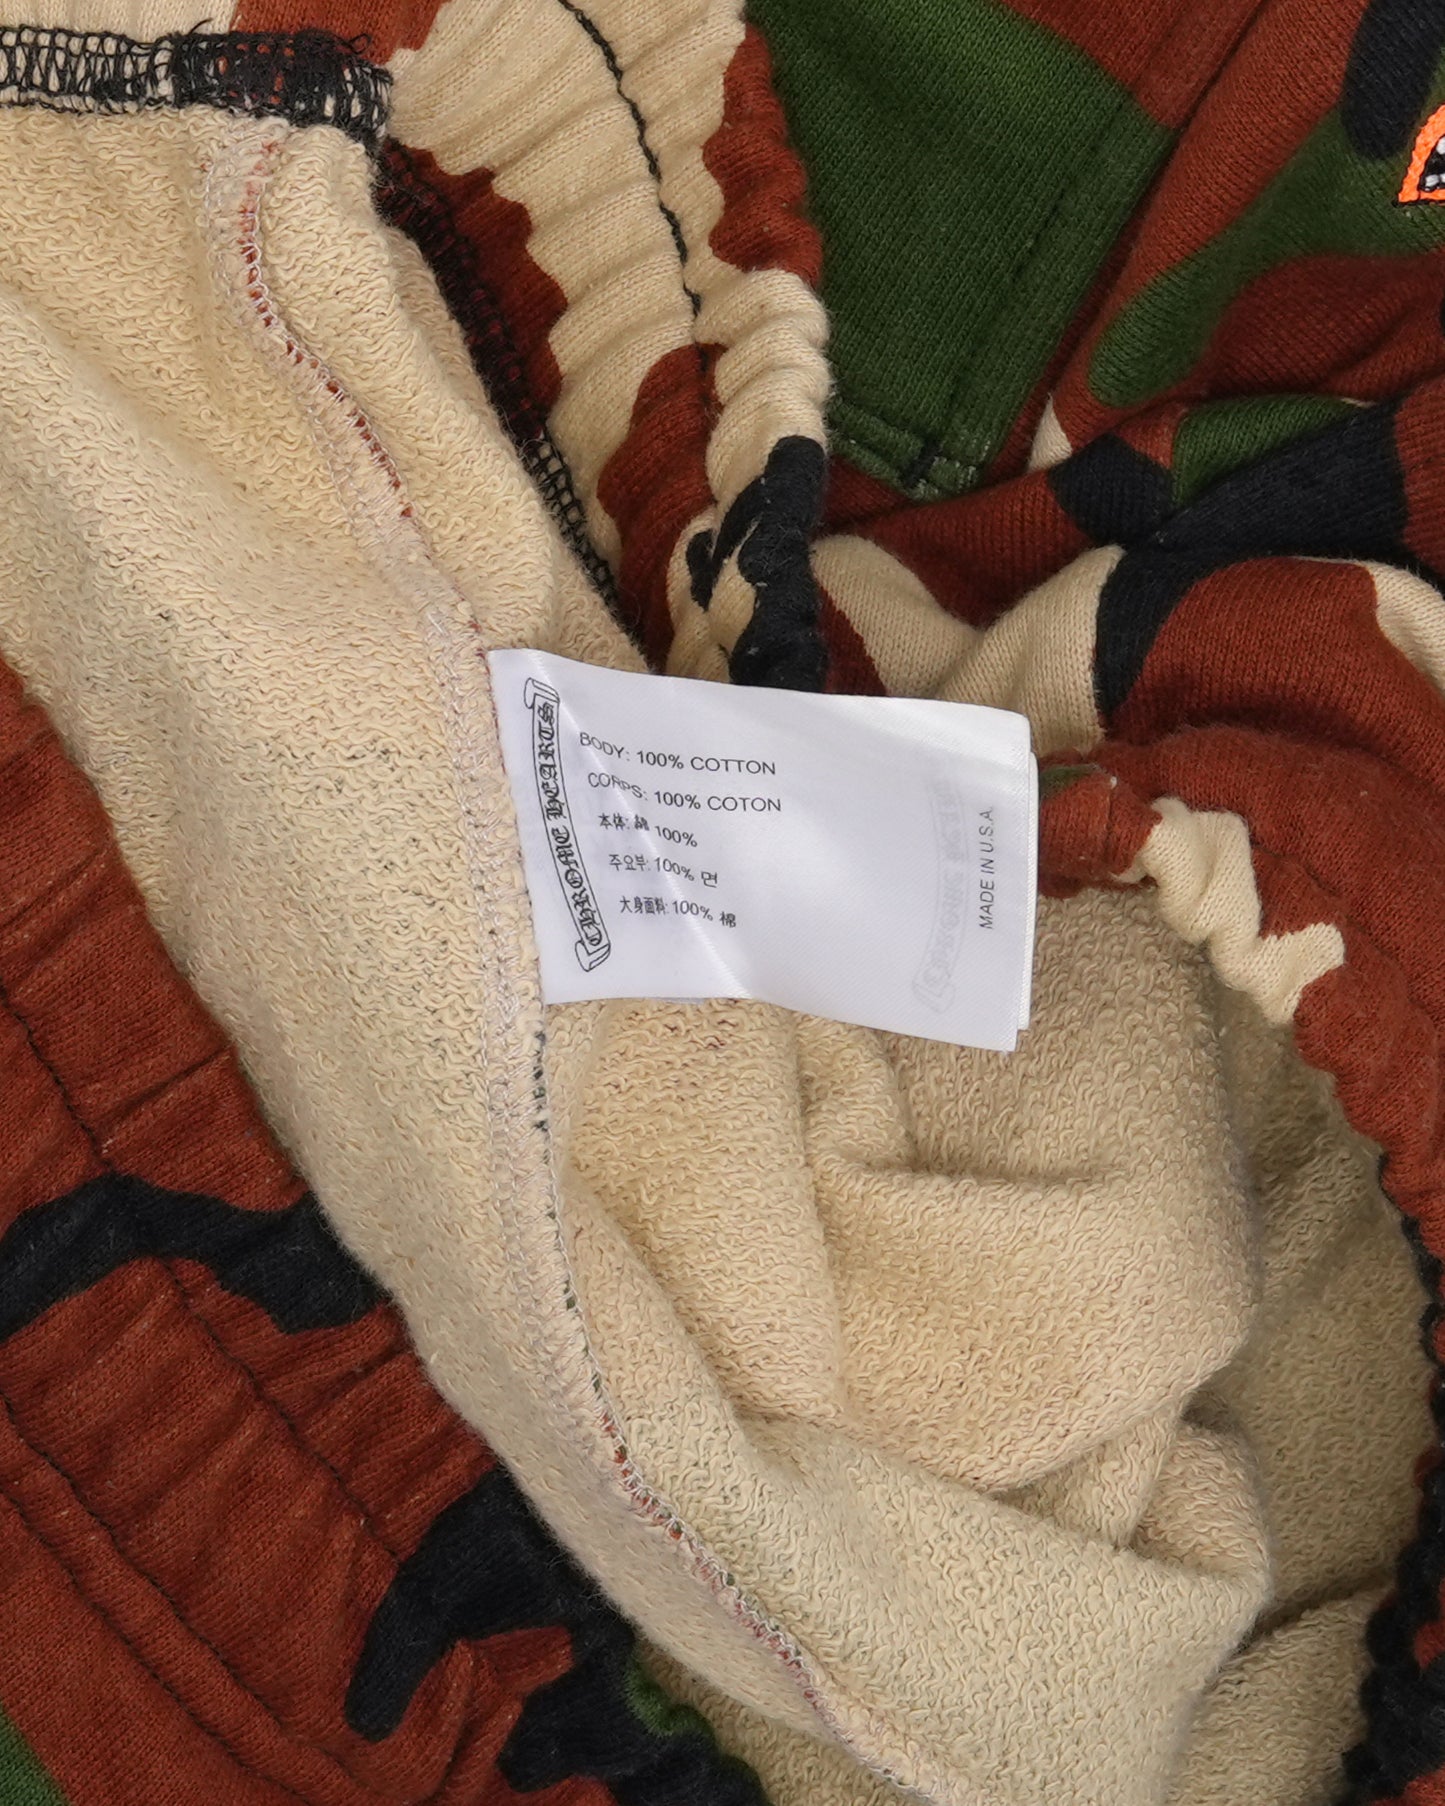 CHROME HEARTS
BODY: 100% COTTON
CORPS: 100% COTON
本体: 綿 100%
주요부: 100% 면
大身面料: 100% 棉
MADE IN U.S.A.